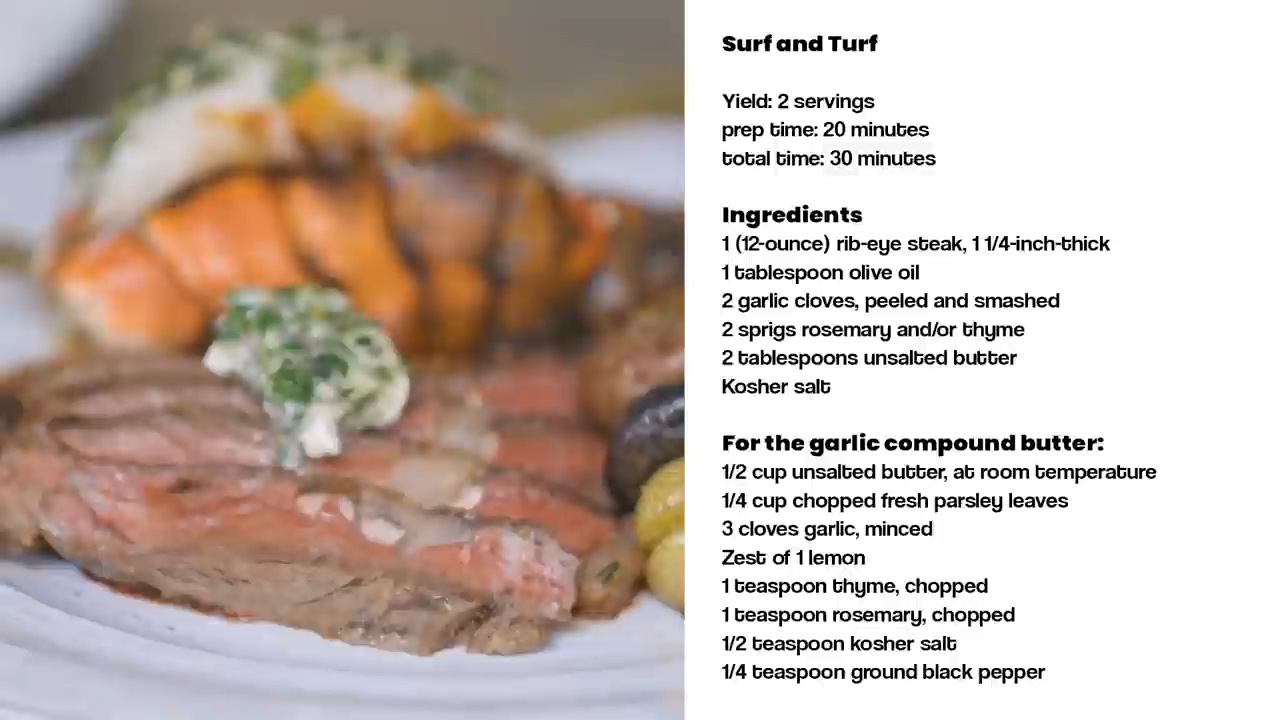 Surf and Turf
Yield: 2 servings
prep time: 20 minutes
total time: 30 minutes
Ingredients
1 (12-ounce) rib-eye steak, 1 1/4-inch-thick
1 tablespoon olive oil
2 garlic cloves, peeled and smashed
2 sprigs rosemary and/or thyme
2 tablespoons unsalted butter
Kosher salt
For the garlic compound butter:
1/2 cup unsalted butter, at room temperature
1/4 cup chopped fresh parsley leaves
3 cloves garlic, minced
Zest of 1 lemon
1 teaspoon thyme, chopped
1 teaspoon rosemary, chopped
1/2 teaspoon kosher salt
1/4 teaspoon ground black pepper